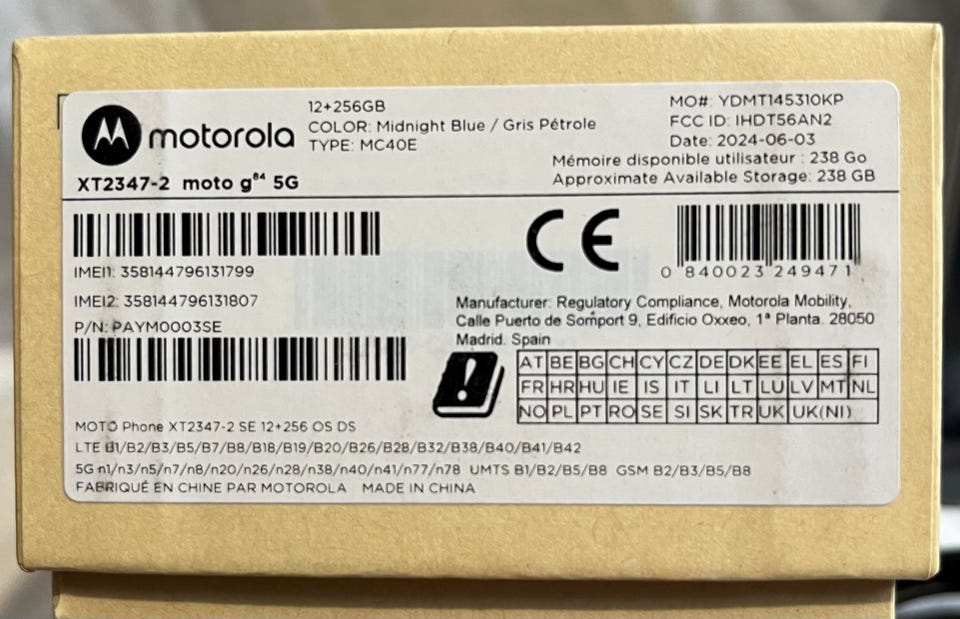 motorola
12+256GB
COLOR: Midnight Blue / Gris Pétrole
TYPE: MC40E
MO#: YDMT145310KP
FCC ID: IHDT56AN2
Date: 2024-06-03
Mémoire disponible utilisateur : 238 Go
Approximate Available Storage: 238 GB
XT2347-2 moto g⁸⁴ 5G
IMEI1: 358144796131799
IMEI2: 358144796131807
P/N: PAYM0003SE
CE
0 840023 249471
Manufacturer: Regulatory Compliance, Motorola Mobility,
Calle Puerto de Somport 9, Edificio Oxxeo, 1ª Planta. 28050
Madrid. Spain
AT BE BG CH CY CZ DE DK EE EL ES FI
FR HR HU IE IS IT LI LT LU LV MT NL
NO PL PT RO SE SI SK TR UK UK(NI)
MOTO Phone XT2347-2 SE 12+256 OS DS
LTE B1/B2/B3/B5/B7/B8/B18/B19/B20/B26/B28/B32/B38/B40/B41/B42
5G n1/n3/n5/n7/n8/n20/n26/n28/n38/n40/n41/n77/n78 UMTS B1/B2/B5/B8 GSM B2/B3/B5/B8
FABRIQUÉ EN CHINE PAR MOTOROLA MADE IN CHINA